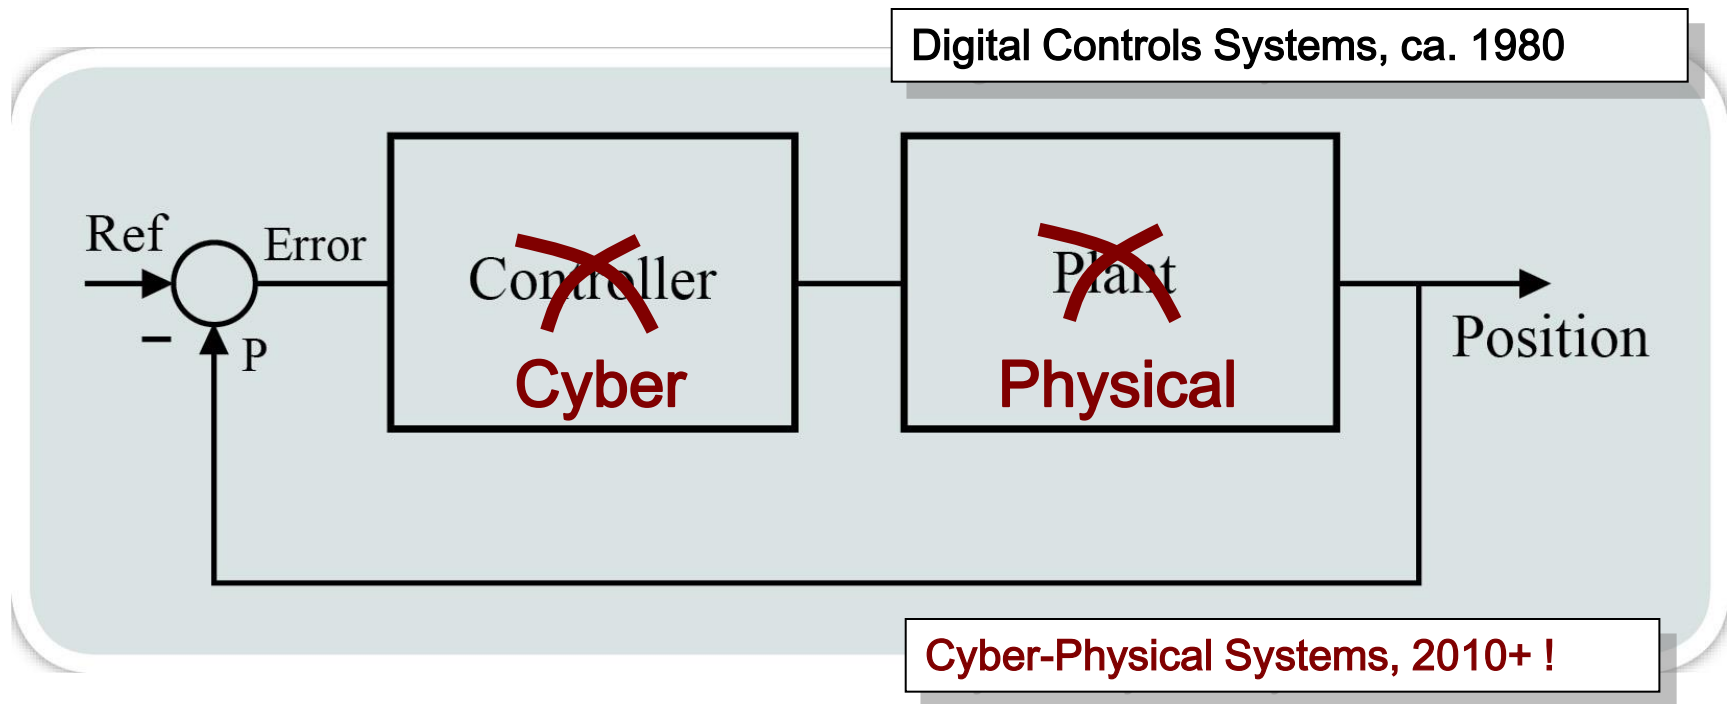 Digital Controls Systems, ca. 1980
Ref
Error
Controller
Plant
–
P
Cyber
Physical
Position
Cyber-Physical Systems, 2010+ !